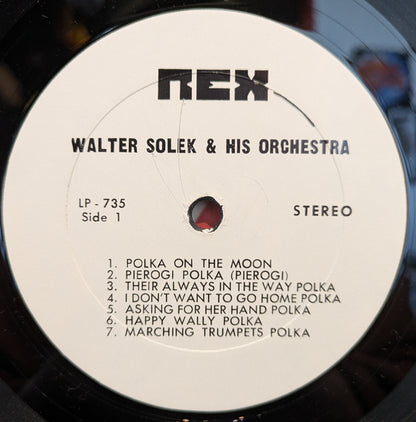 REX
WALTER SOLEK & HIS ORCHESTRA
LP - 735
Side 1
STEREO
1. POLKA ON THE MOON
2. PIEROGI POLKA (PIEROGI)
3. THEIR ALWAYS IN THE WAY POLKA
4. I DON'T WANT TO GO HOME POLKA
5. ASKING FOR HER HAND POLKA
6. HAPPY WALLY POLKA
7. MARCHING TRUMPETS POLKA